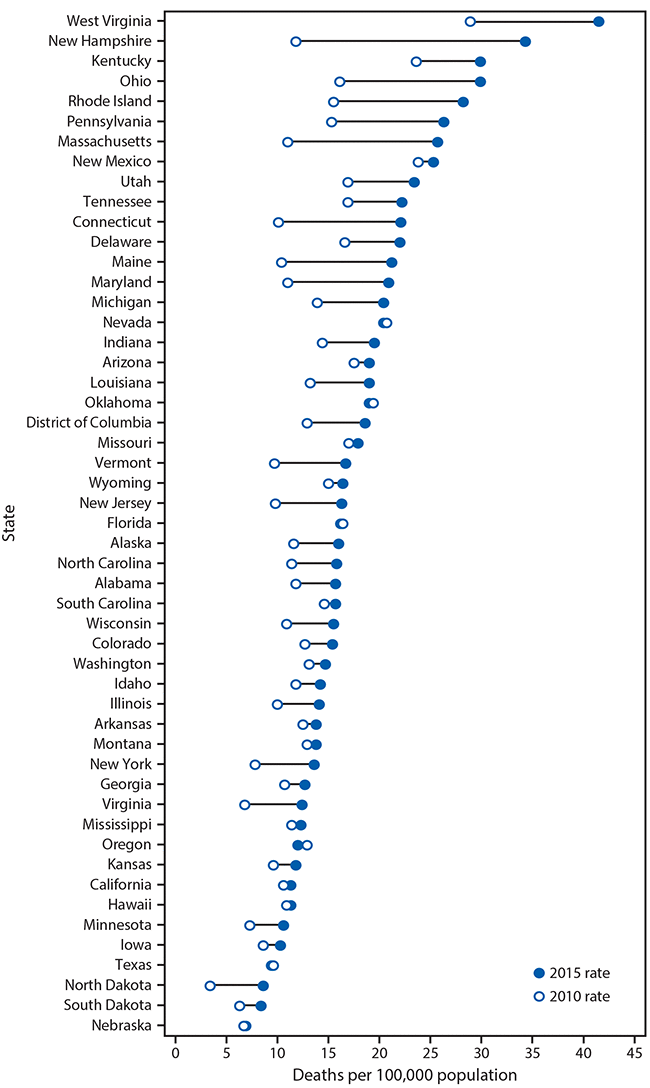 West Virginia
New Hampshire
Kentucky
Ohio
Rhode Island
Pennsylvania
Massachusetts
New Mexico
Utah
Tennessee
Connecticut
Delaware
Maine
Maryland
Michigan
Nevada
Indiana
Arizona
Louisiana
Oklahoma
District of Columbia
Missouri
Vermont
Wyoming
New Jersey
Florida
Alaska
North Carolina
Alabama
South Carolina
Wisconsin
Colorado
Washington
Idaho
Illinois
Arkansas
Montana
New York
Georgia
Virginia
Mississippi
Oregon
Kansas
California
Hawaii
Minnesota
Iowa
Texas
North Dakota
South Dakota
Nebraska
State
2015 rate
2010 rate
0 5 10 15 20 25 30 35 40 45
Deaths per 100,000 population